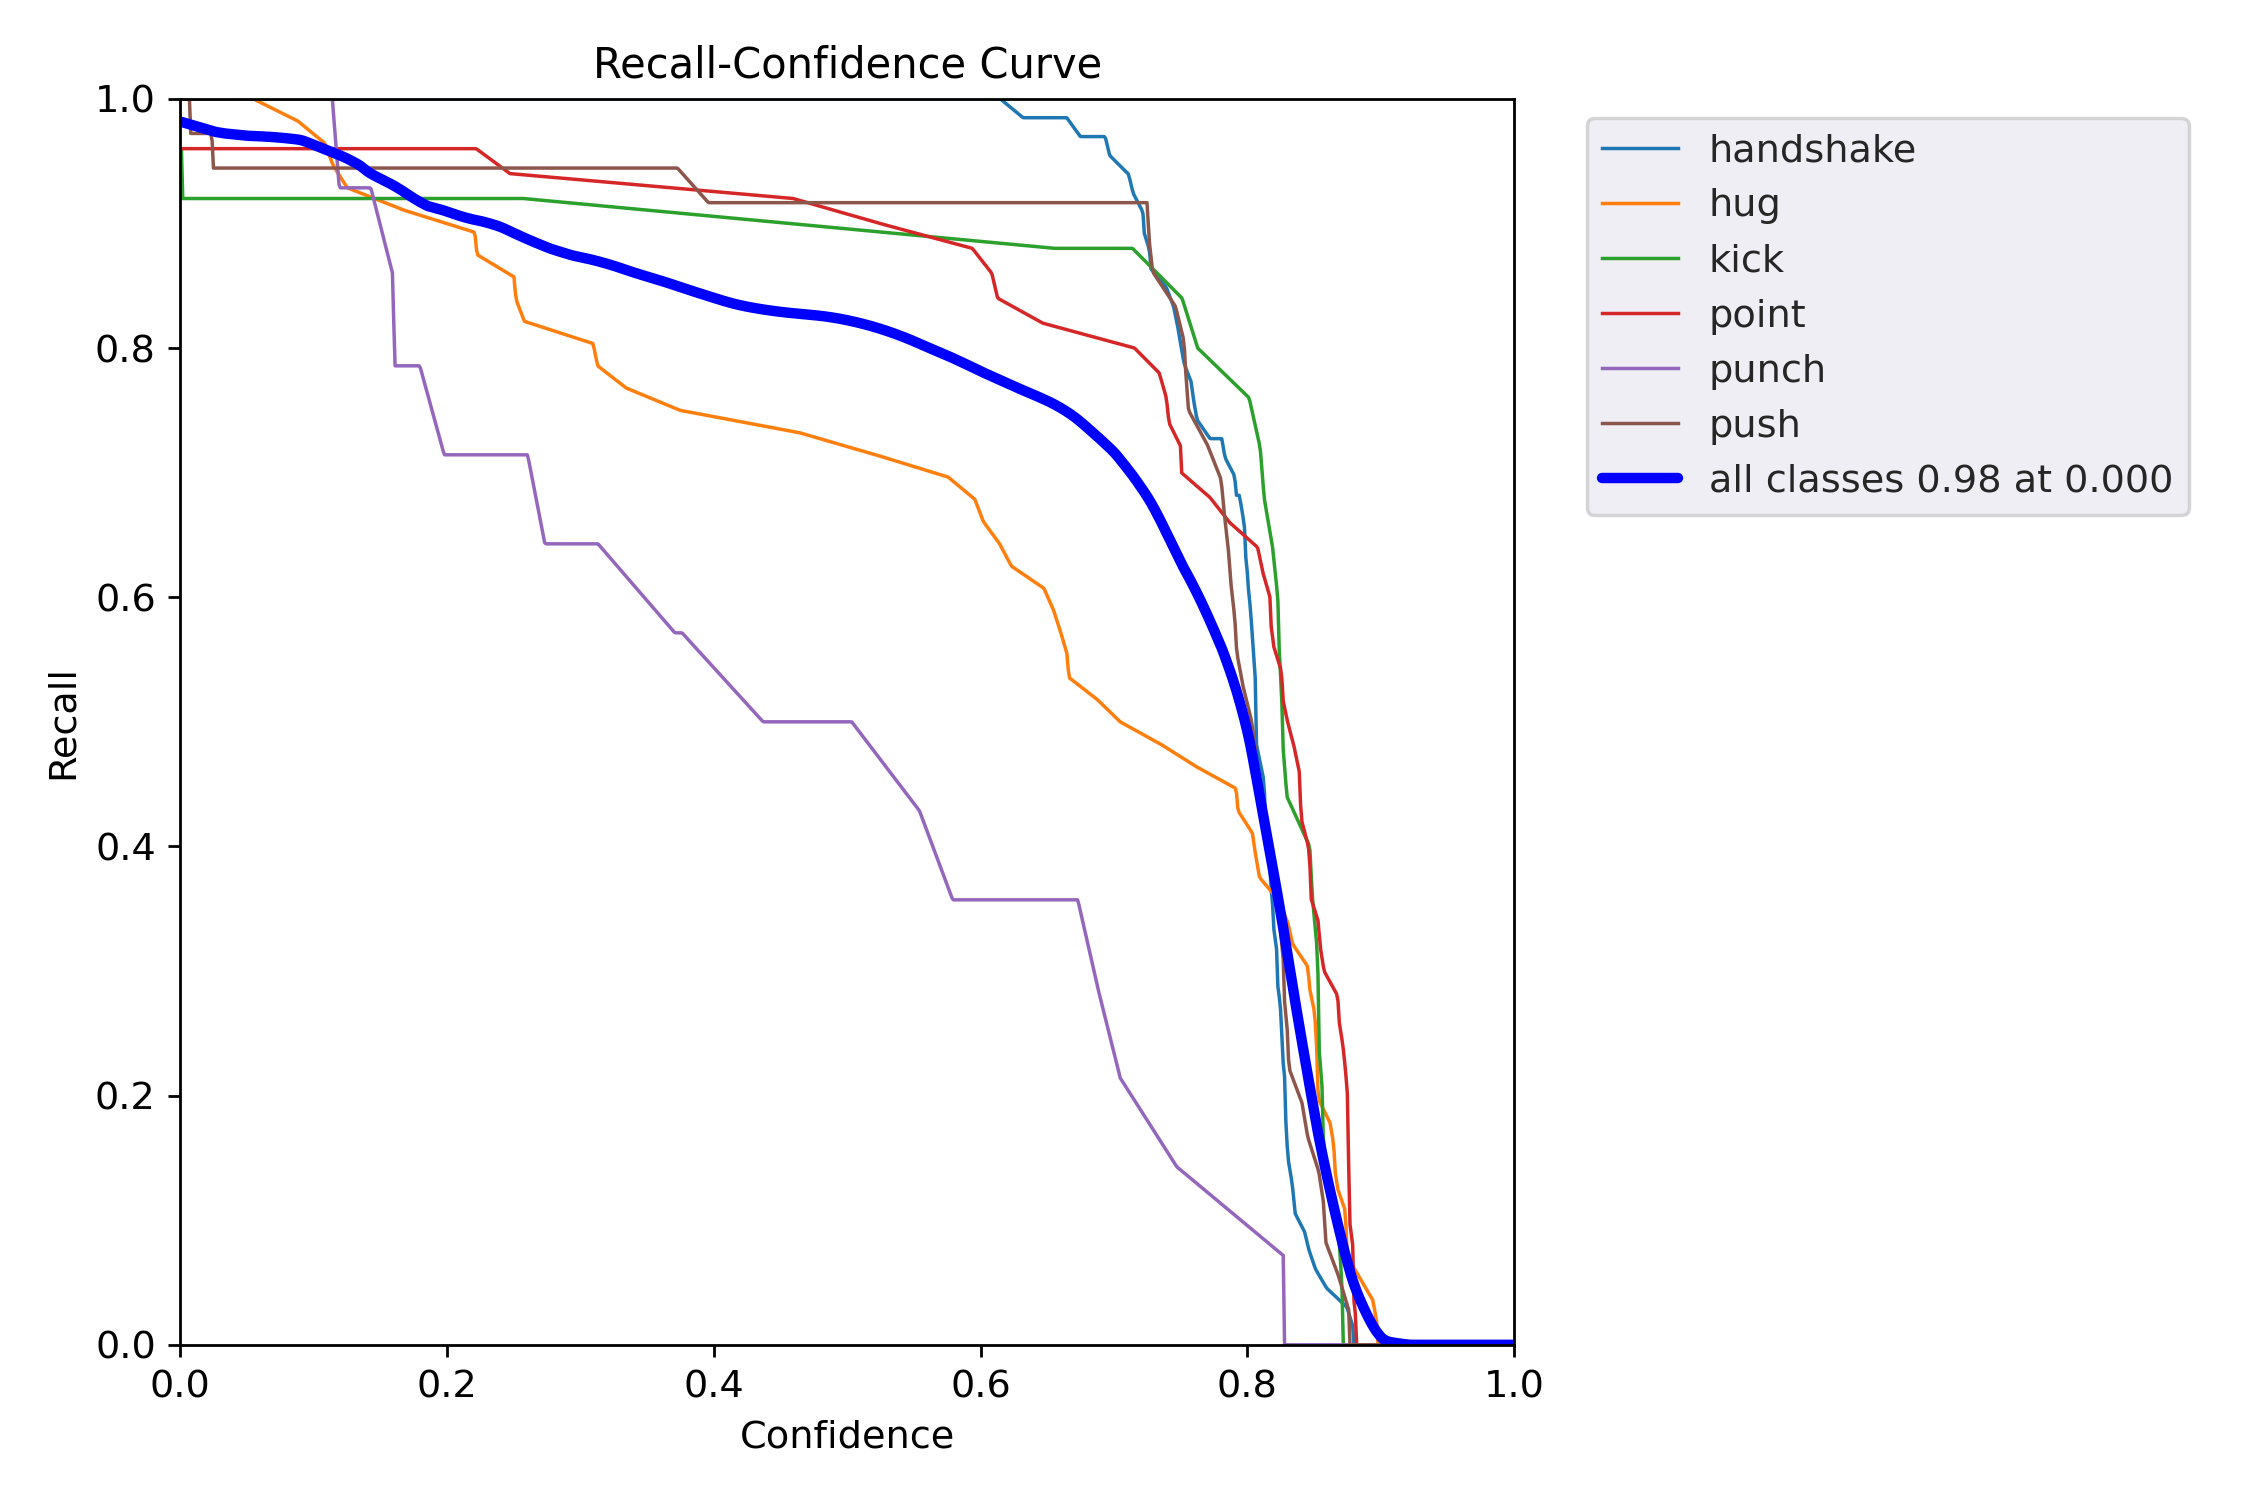 Recall-Confidence Curve
1.0
0.8
0.6
0.4
0.2
0.0
Recall
0.0 0.2 0.4 0.6 0.8 1.0
Confidence
handshake
hug
kick
point
punch
push
all classes 0.98 at 0.000